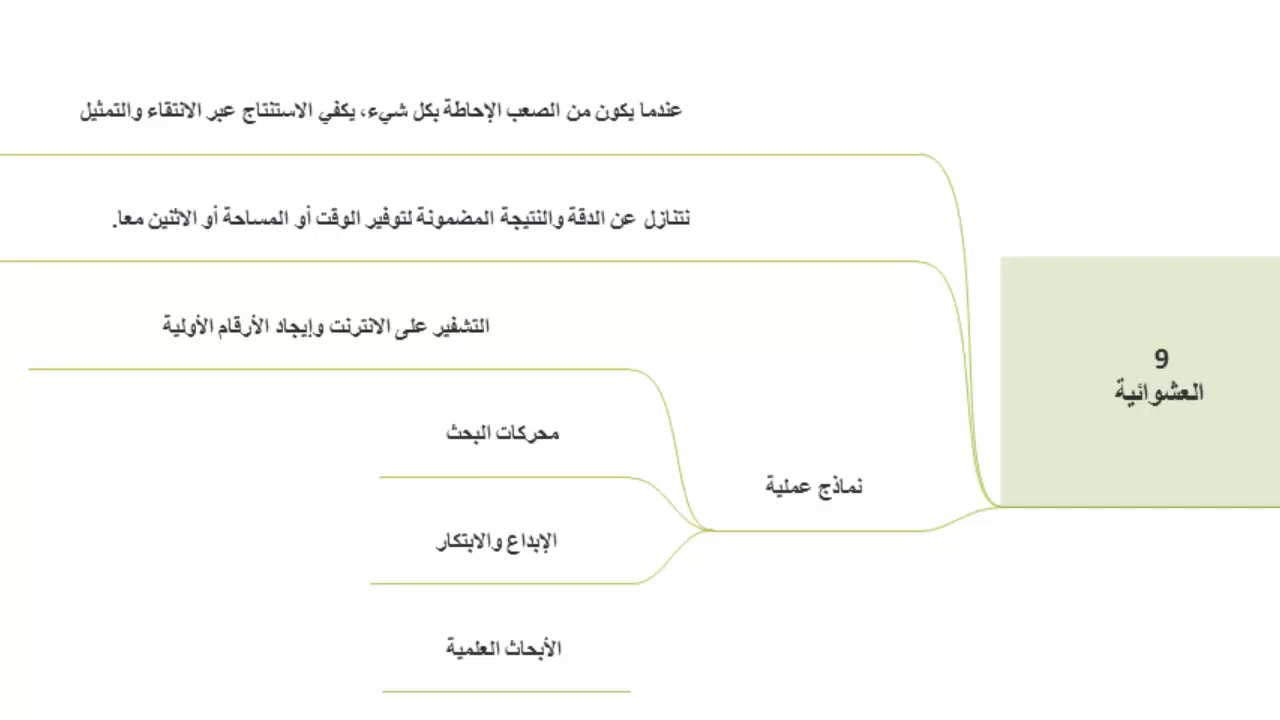 عندما يكون من الصعب الإحاطة بكل شيء، يكفي الاستنتاج عبر الانتقاء والتمثيل
نتنازل عن الدقة والنتيجة المضمونة لتوفير الوقت أو المساحة أو الاثنين معا.
9
العشوائية
نماذج عملية
التشفير على الانترنت وإيجاد الأرقام الأولية
محركات البحث
الإبداع والابتكار
الأبحاث العلمية